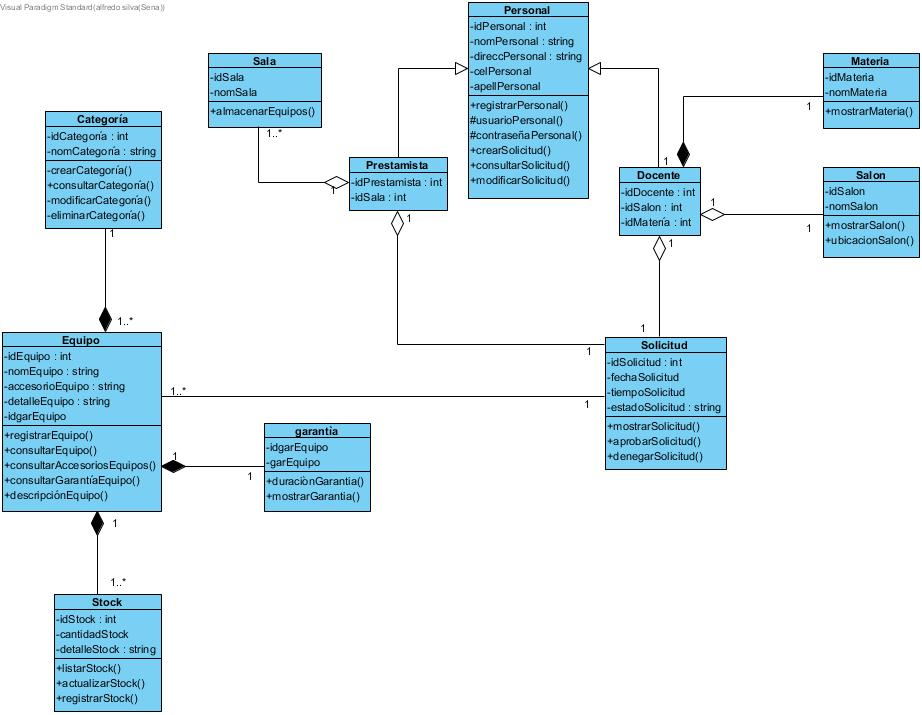 Visual Paradigm Standard(alfredo silva(Sena))
Personal
-idPersonal : int
-nomPersonal : string
-direccPersonal : string
-celPersonal
-apellPersonal
+registrarPersonal()
#usuarioPersonal()
#contraseñaPersonal()
+crearSolicitud()
+consultarSolicitud()
+modificarSolicitud()
Sala
-idSala
-nomSala
+almacenarEquipos()
1..*
Materia
-idMateria
-nomMateria
+mostrarMateria()
1
Categoría
-idCategoría : int
-nomCategoría : string
-crearCategoría()
+consultarCategoría()
-modificarCategoría()
-eliminarCategoría()
1
1..*
Prestamista
-idPrestamista : int
-idSala : int
1
1
Docente
-idDocente : int
-idSalon : int
-idMatería : int
1
1
1
Salon
-idSalon
-nomSalon
+mostrarSalon()
+ubicacionSalon()
1
Equipo
-idEquipo : int
-nomEquipo : string
-accesorioEquipo : string
-detalleEquipo : string
-idgarEquipo
+registrarEquipo()
+consultarEquipo()
+consultarAccesoriosEquipos()
+consultarGarantíaEquipo()
+descripciónEquipo()
1..*
1
1
1
1
1
Solicitud
-idSolicitud : int
-fechaSolicitud
-tiempoSolicitud
-estadoSolicitud : string
+mostrarSolicitud()
+aprobarSolicitud()
+denegarSolicitud()
garantía
-idgarEquipo
-garEquipo
+duraciònGarantia()
+mostrarGarantia()
1
1..*
Stock
-idStock : int
-cantidadStock
-detalleStock : string
+listarStock()
+actualizarStock()
+registrarStock()